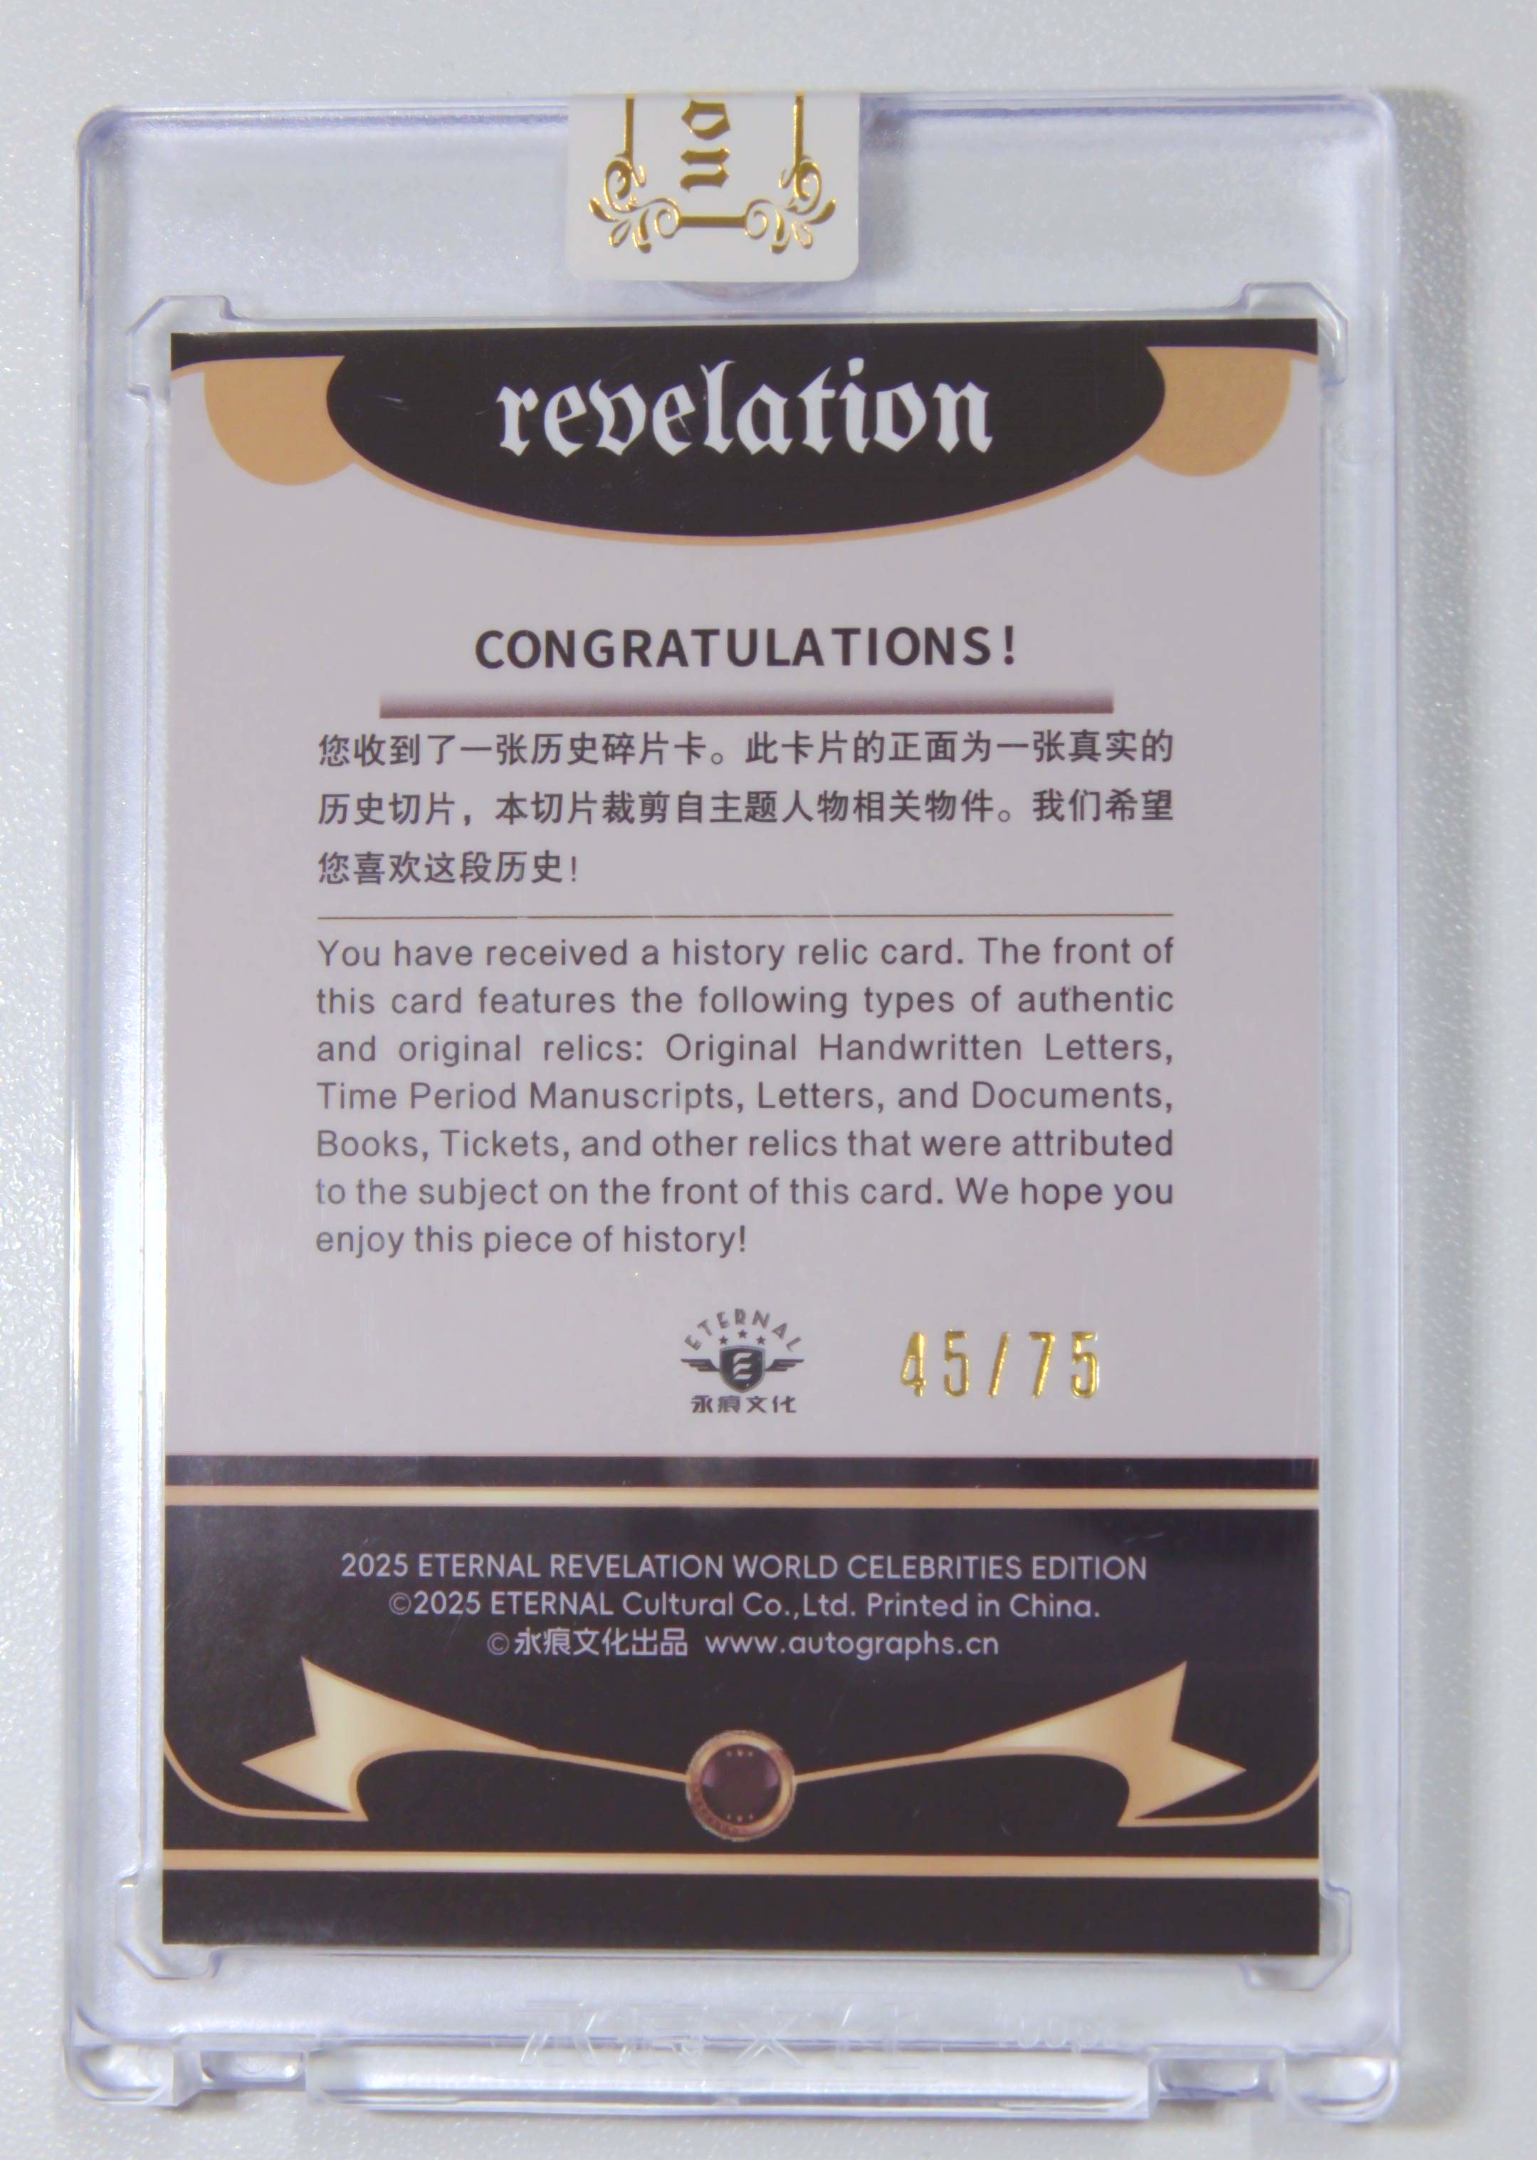 on
revelation
CONGRATULATIONS!
您收到了一张历史碎片卡。此卡片的正面为一张真实的
历史切片，本切片裁剪自主题人物相关物件。我们希望
您喜欢这段历史！
You have received a history relic card. The front of
this card features the following types of authentic
and original relics: Original Handwritten Letters,
Time Period Manuscripts, Letters, and Documents,
Books, Tickets, and other relics that were attributed
to the subject on the front of this card. We hope you
enjoy this piece of history!
ETERNAL
永痕文化
45/75
2025 ETERNAL REVELATION WORLD CELEBRITIES EDITION
©2025 ETERNAL Cultural Co.,Ltd. Printed in China.
©永痕文化出品 www.autographs.cn
永痕文化